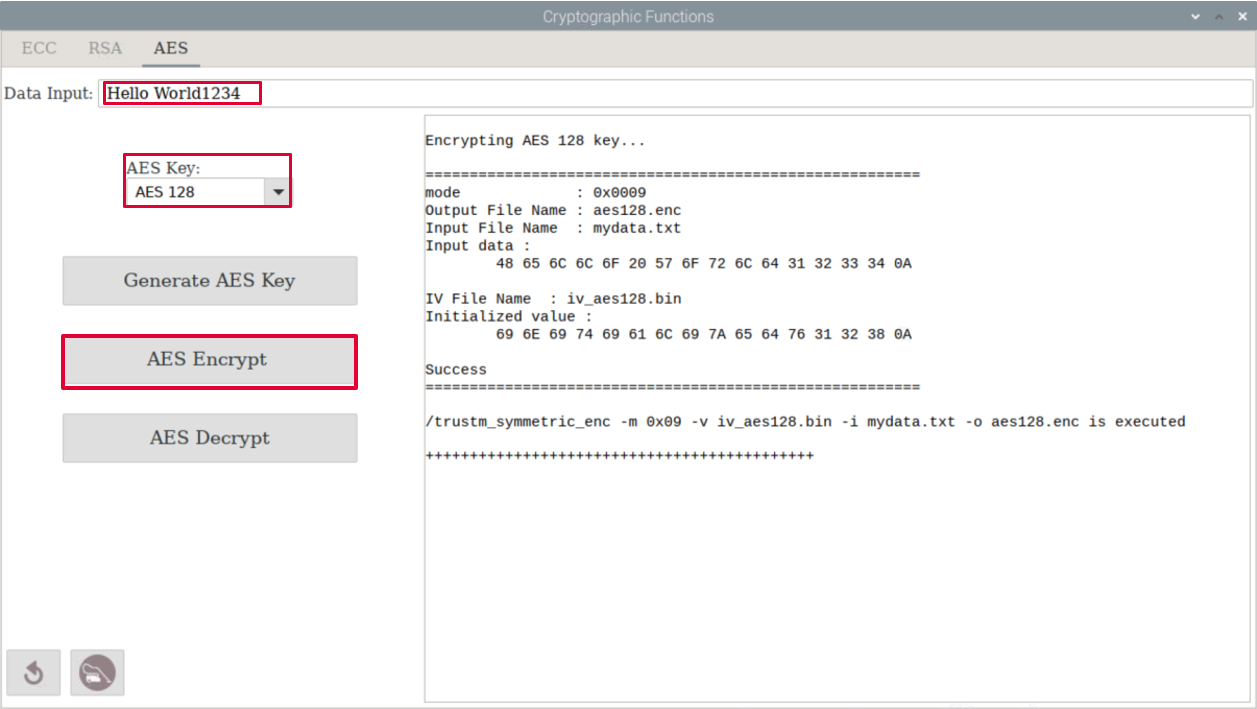 Cryptographic Functions
ECC RSA AES
Data Input: Hello World1234
AES Key:
AES 128
Generate AES Key
AES Encrypt
AES Decrypt
Encrypting AES 128 key...
========================================================
mode             : 0x0009
Output File Name : aes128.enc
Input File Name  : mydata.txt
Input data :
        48 65 6C 6C 6F 20 57 6F 72 6C 64 31 32 33 34 0A
IV File Name  : iv_aes128.bin
Initialized value :
        69 6E 69 74 69 61 6C 69 7A 65 64 76 31 32 38 0A
Success
========================================================
/trustm_symmetric_enc -m 0x09 -v iv_aes128.bin -i mydata.txt -o aes128.enc is executed
++++++++++++++++++++++++++++++++++++++++++++